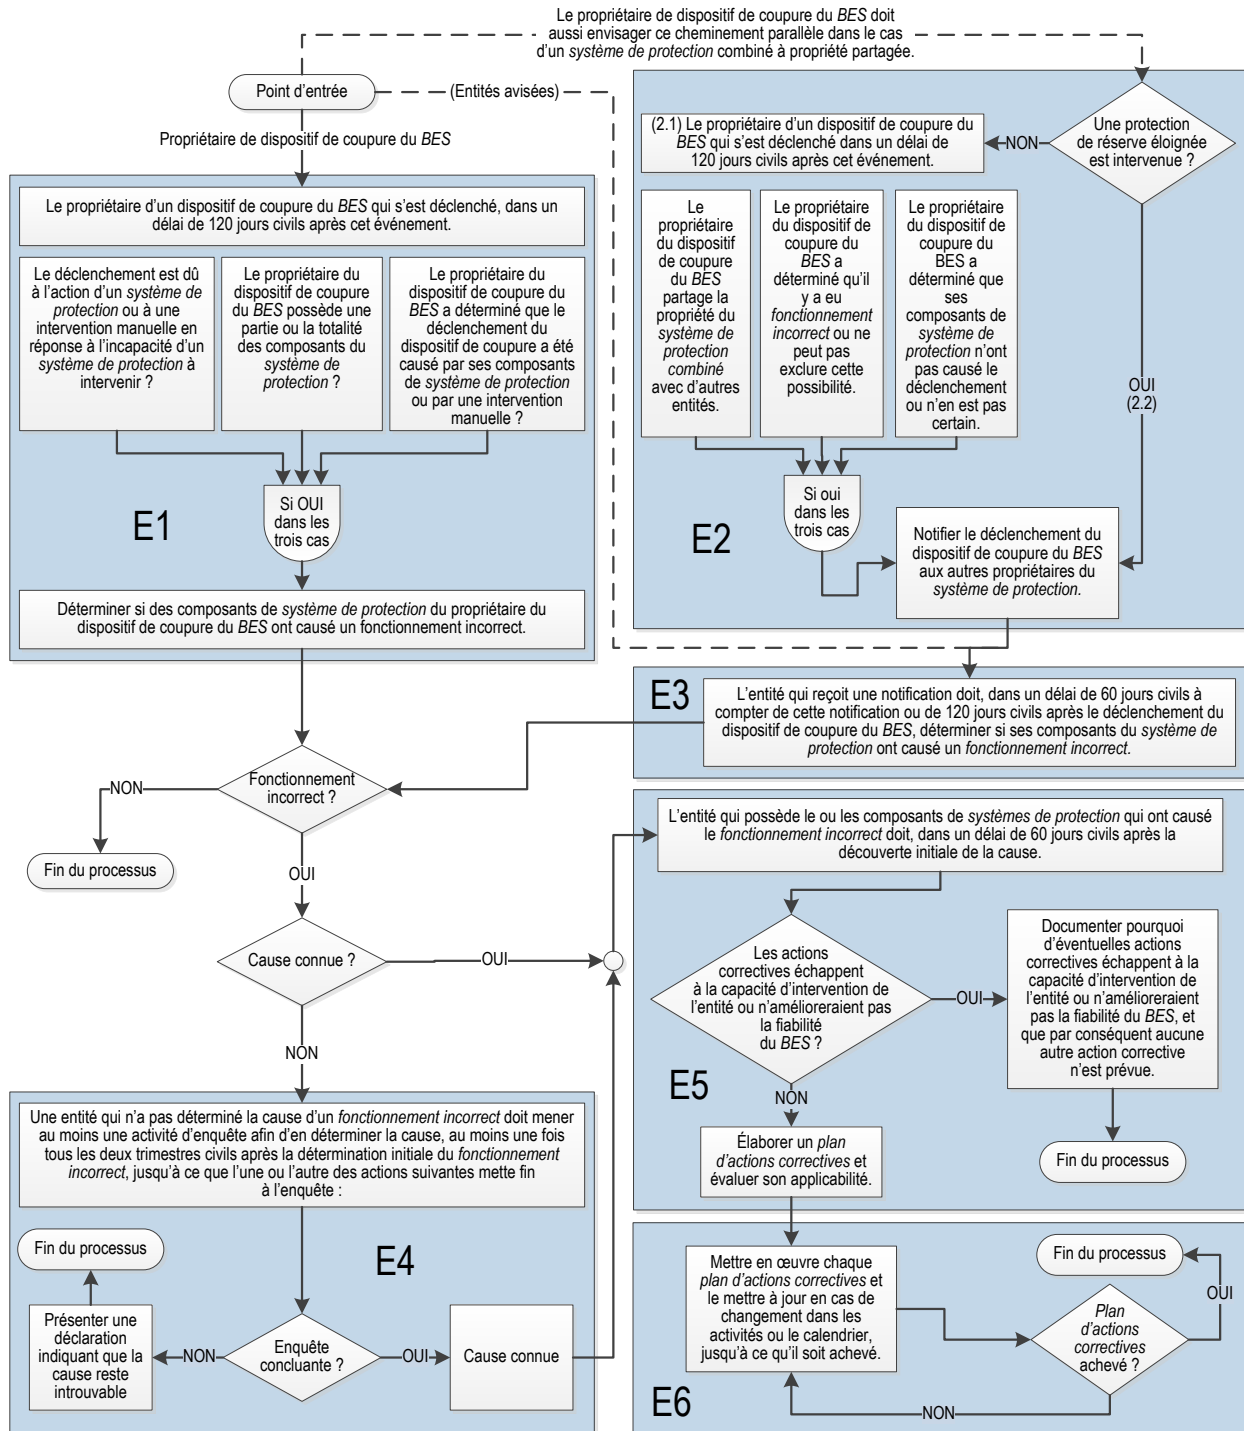 Le propriétaire de dispositif de coupure du BES doit
aussi envisager ce cheminement parallèle dans le cas
d’un système de protection combiné à propriété partagée.
Point d’entrée
(Entités avisées)
Propriétaire de dispositif de coupure du BES
Le propriétaire d’un dispositif de coupure du BES qui s’est déclenché, dans un
délai de 120 jours civils après cet événement.
Le déclenchement est dû
à l’action d’un système de
protection ou à une
intervention manuelle en
réponse à l’incapacité d’un
système de protection à
intervenir ?
Le propriétaire du
dispositif de coupure
du BES possède une
partie ou la totalité
des composants du
système de
protection ?
Le propriétaire du
dispositif de coupure du
BES a déterminé que le
déclenchement du
dispositif de coupure a été
causé par ses composants
de système de protection
ou par une intervention
manuelle ?
Si OUI
dans les
trois cas
E1
Déterminer si des composants de système de protection du propriétaire du
dispositif de coupure du BES ont causé un fonctionnement incorrect.
Une protection
de réserve éloignée
est intervenue ?
NON
(2.1) Le propriétaire d’un dispositif de coupure du
BES qui s’est déclenché dans un délai de
120 jours civils après cet événement.
Le
propriétaire
du dispositif
de coupure
du BES
partage la
propriété du
système de
protection
combiné
avec d’autres
entités.
Le propriétaire
du dispositif de
coupure du
BES a
déterminé qu’il
y a eu
fonctionnement
incorrect ou ne
peut pas
exclure cette
possibilité.
Le propriétaire
du dispositif de
coupure du
BES a
déterminé que
ses
composants de
système de
protection n’ont
pas causé le
déclenchement
ou n’en est pas
certain.
OUI
(2.2)
Si oui
dans les
trois cas
E2
Notifier le déclenchement du
dispositif de coupure du BES
aux autres propriétaires du
système de protection.
E3
L’entité qui reçoit une notification doit, dans un délai de 60 jours civils à
compter de cette notification ou de 120 jours civils après le déclenchement du
dispositif de coupure du BES, déterminer si ses composants du système de
protection ont causé un fonctionnement incorrect.
Fonctionnement
incorrect ?
NON
Fin du processus
OUI
Cause connue ?
OUI
NON
L’entité qui possède le ou les composants de systèmes de protection qui ont causé
le fonctionnement incorrect doit, dans un délai de 60 jours civils après la
découverte initiale de la cause.
Les actions
correctives échappent
à la capacité d’intervention de
l’entité ou n’amélioreraient pas
la fiabilité
du BES ?
OUI
Documenter pourquoi
d’éventuelles actions
correctives échappent à la
capacité d’intervention de
l’entité ou n’amélioreraient
pas la fiabilité du BES, et
que par conséquent aucune
autre action corrective
n’est prévue.
Fin du processus
E5
NON
Élaborer un plan
d’actions correctives et
évaluer son applicabilité.
Une entité qui n’a pas déterminé la cause d’un fonctionnement incorrect doit mener
au moins une activité d’enquête afin d’en déterminer la cause, au moins une fois
tous les deux trimestres civils après la détermination initiale du fonctionnement
incorrect, jusqu’à ce que l’une ou l’autre des actions suivantes mette fin
à l’enquête :
E4
Fin du processus
Présenter une
déclaration
indiquant que la
cause reste
introuvable
NON
Enquête
concluante ?
OUI
Cause connue
Mettre en œuvre chaque
plan d’actions correctives et
le mettre à jour en cas de
changement dans les
activités ou le calendrier,
jusqu’à ce qu’il soit achevé.
Fin du processus
OUI
Plan
d’actions
correctives
achevé ?
NON
E6